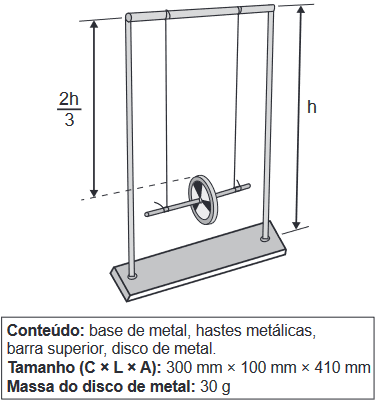 2h
3
h
Conteúdo: base de metal, hastes metálicas,
barra superior, disco de metal.
Tamanho (C × L × A): 300 mm × 100 mm × 410 mm
Massa do disco de metal: 30 g